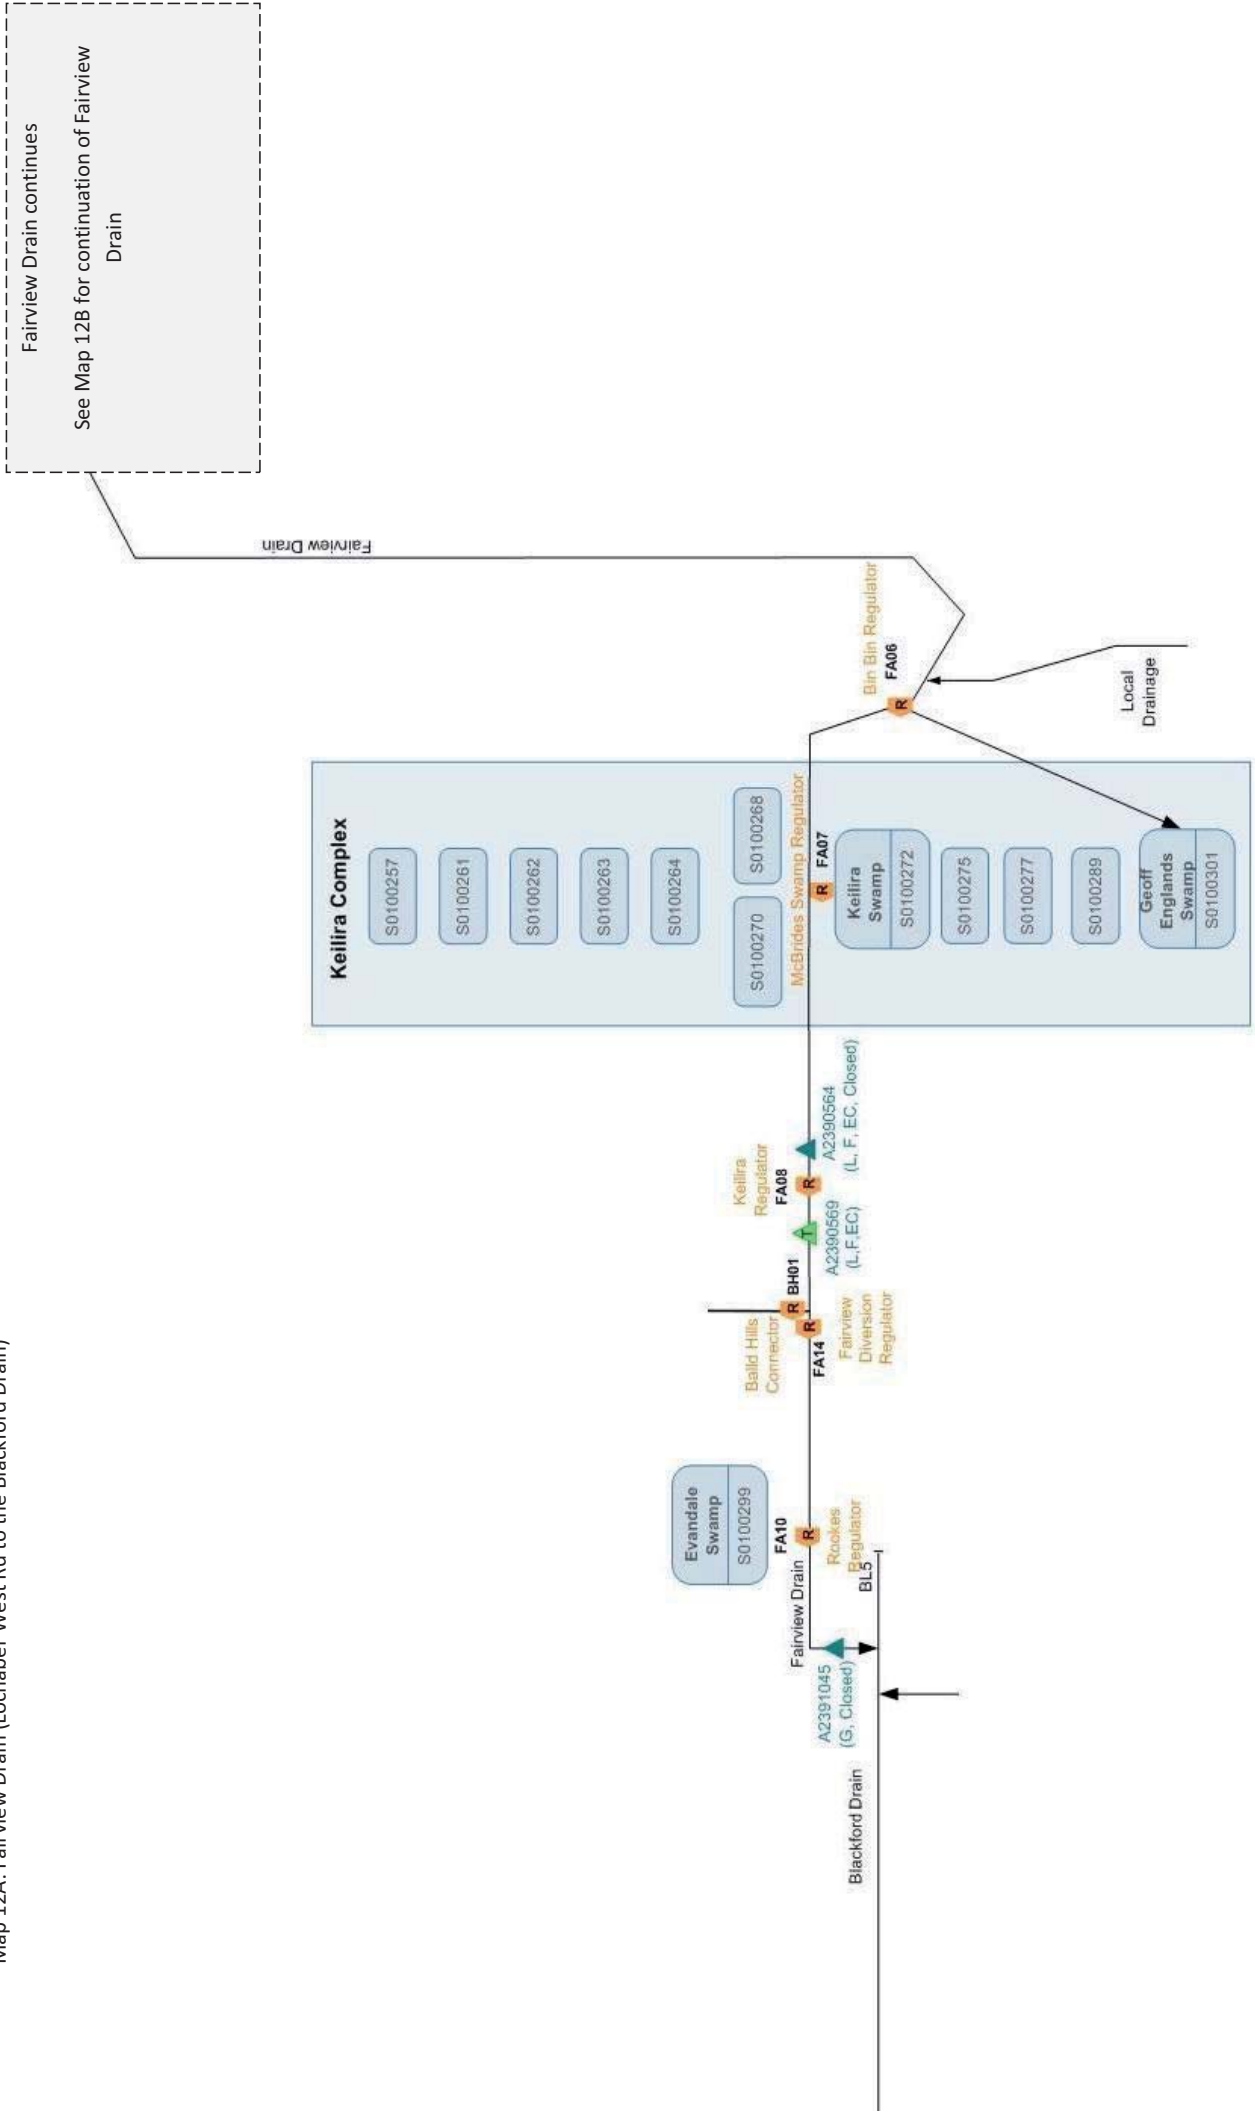 Map 12A: Fairview Drain (Lochaber West Rd to the Blackford Drain)
Fairview Drain continues
See Map 12B for continuation of Fairview
Drain
Fairview Drain
Bin Bin Regulator
FA06
Local
Drainage
Keilira Complex
S0100257
S0100261
S0100262
S0100263
S0100264
S0100270
S0100268
McBrides Swamp Regulator
R
FA07
Keilira
Swamp
S0100272
S0100275
S0100277
S0100289
Geoff
Englands
Swamp
S0100301
R
A2390564
(L, F, EC, Closed)
Keilira
Regulator
FA08
R
T
A2390569
(L,F,EC)
BH01
R
Balld Hills
Connector
R
FA14
Fairview
Diversion
Regulator
Evandale
Swamp
S0100299
FA10
R
Rookes
Regulator
BL5
Fairview Drain
A2391045
(G, Closed)
Blackford Drain